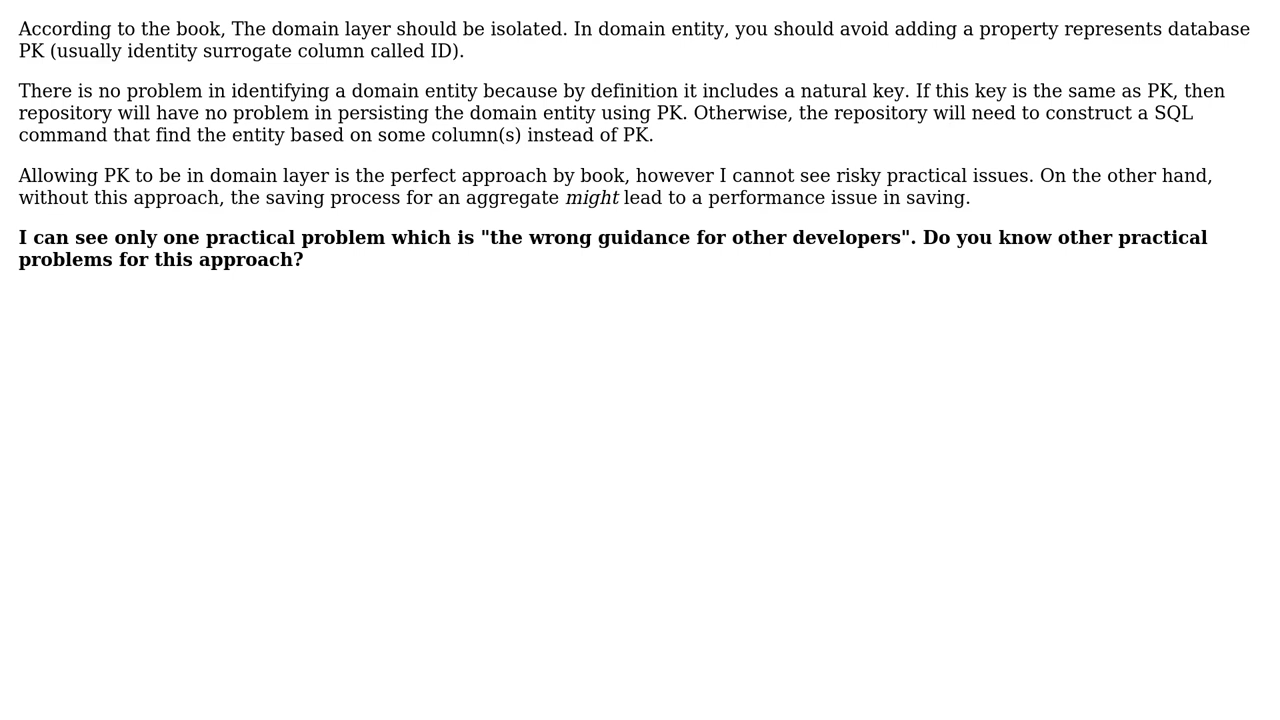 According to the book, The domain layer should be isolated. In domain entity, you should avoid adding a property represents database
PK (usually identity surrogate column called ID).
There is no problem in identifying a domain entity because by definition it includes a natural key. If this key is the same as PK, then
repository will have no problem in persisting the domain entity using PK. Otherwise, the repository will need to construct a SQL
command that find the entity based on some column(s) instead of PK.
Allowing PK to be in domain layer is the perfect approach by book, however I cannot see risky practical issues. On the other hand,
without this approach, the saving process for an aggregate might lead to a performance issue in saving.
I can see only one practical problem which is "the wrong guidance for other developers". Do you know other practical
problems for this approach?